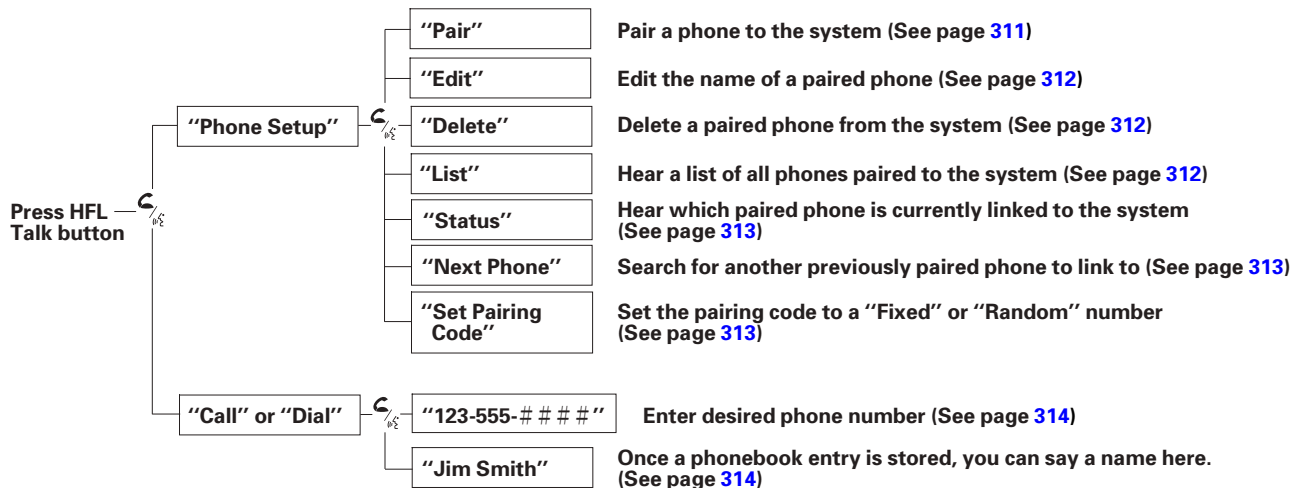 "Pair" Pair a phone to the system (See page 311)
"Edit" Edit the name of a paired phone (See page 312)
"Phone Setup" "Delete" Delete a paired phone from the system (See page 312)
"List" Hear a list of all phones paired to the system (See page 312)
Press HFL
Talk button
"Status" Hear which paired phone is currently linked to the system
(See page 313)
"Next Phone" Search for another previously paired phone to link to (See page 313)
"Set Pairing
Code" Set the pairing code to a "Fixed" or "Random" number
(See page 313)
"Call" or "Dial" "123-555-####" Enter desired phone number (See page 314)
"Jim Smith" Once a phonebook entry is stored, you can say a name here.
(See page 314)